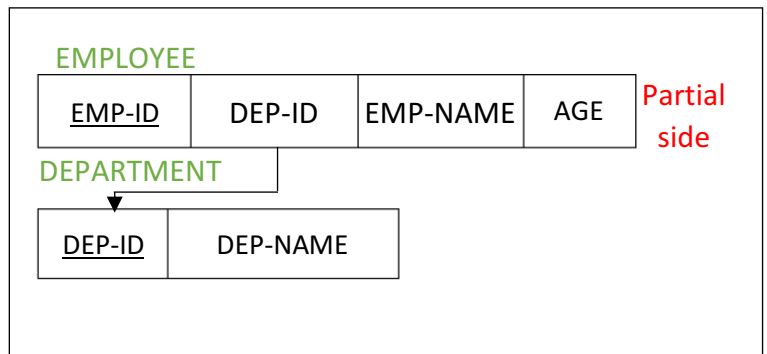 EMPLOYEE
EMP-ID DEP-ID EMP-NAME AGE
Partial
side
DEPARTMENT
DEP-ID DEP-NAME